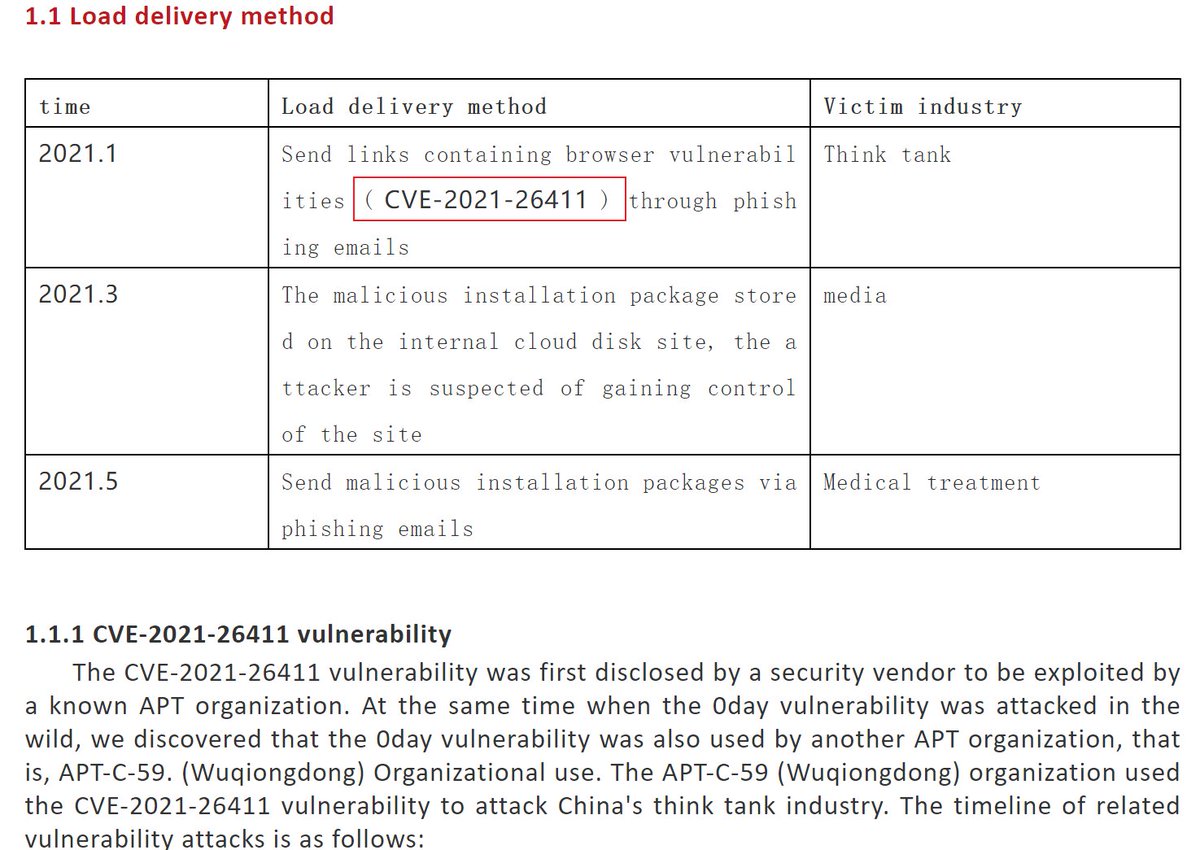 1.1 Load delivery method
time
Load delivery method
Victim industry
2021.1
Send links containing browser vulnerabil
ities ( CVE-2021-26411 ) through phish
ing emails
Think tank
2021.3
The malicious installation package store
d on the internal cloud disk site, the a
ttacker is suspected of gaining control
of the site
media
2021.5
Send malicious installation packages via
phishing emails
Medical treatment
1.1.1 CVE-2021-26411 vulnerability
The CVE-2021-26411 vulnerability was first disclosed by a security vendor to be exploited by
a known APT organization. At the same time when the 0day vulnerability was attacked in the
wild, we discovered that the 0day vulnerability was also used by another APT organization, that
is, APT-C-59. (Wuqiongdong) Organizational use. The APT-C-59 (Wuqiongdong) organization used
the CVE-2021-26411 vulnerability to attack China's think tank industry. The timeline of related
vulnerability attacks is as follows: